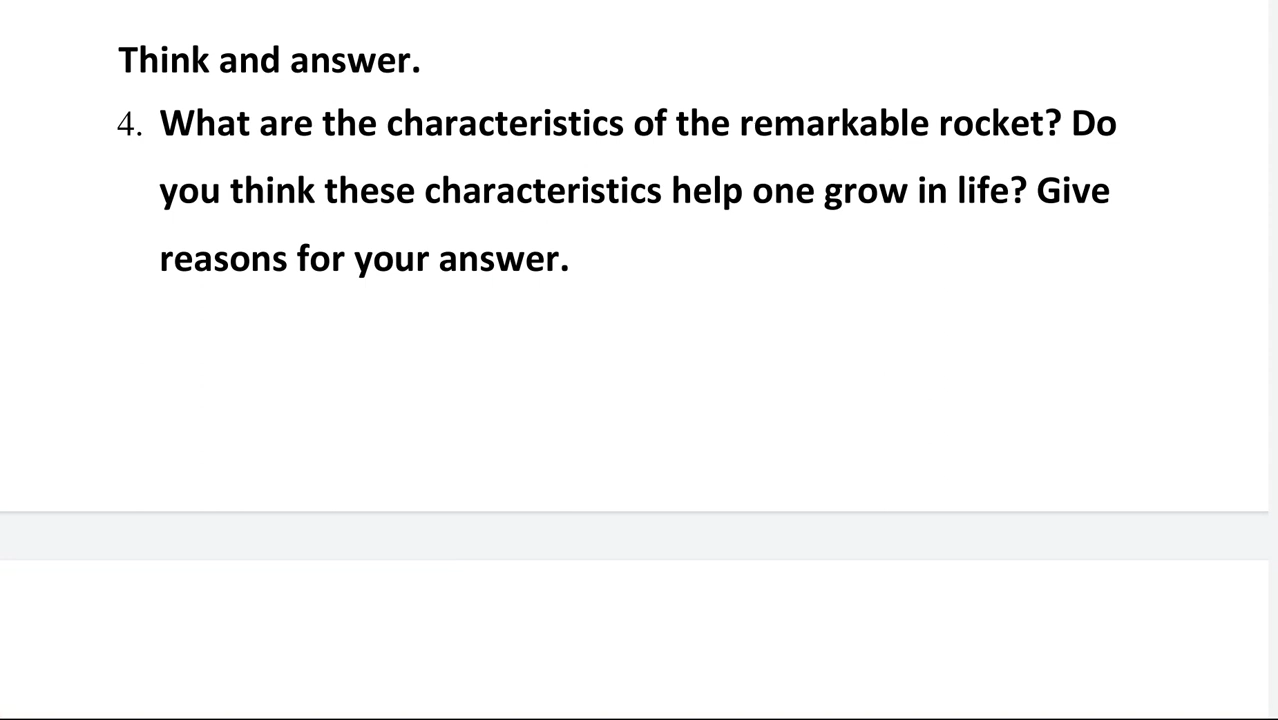 Think and answer.
4. What are the characteristics of the remarkable rocket? Do
you think these characteristics help one grow in life? Give
reasons for your answer.